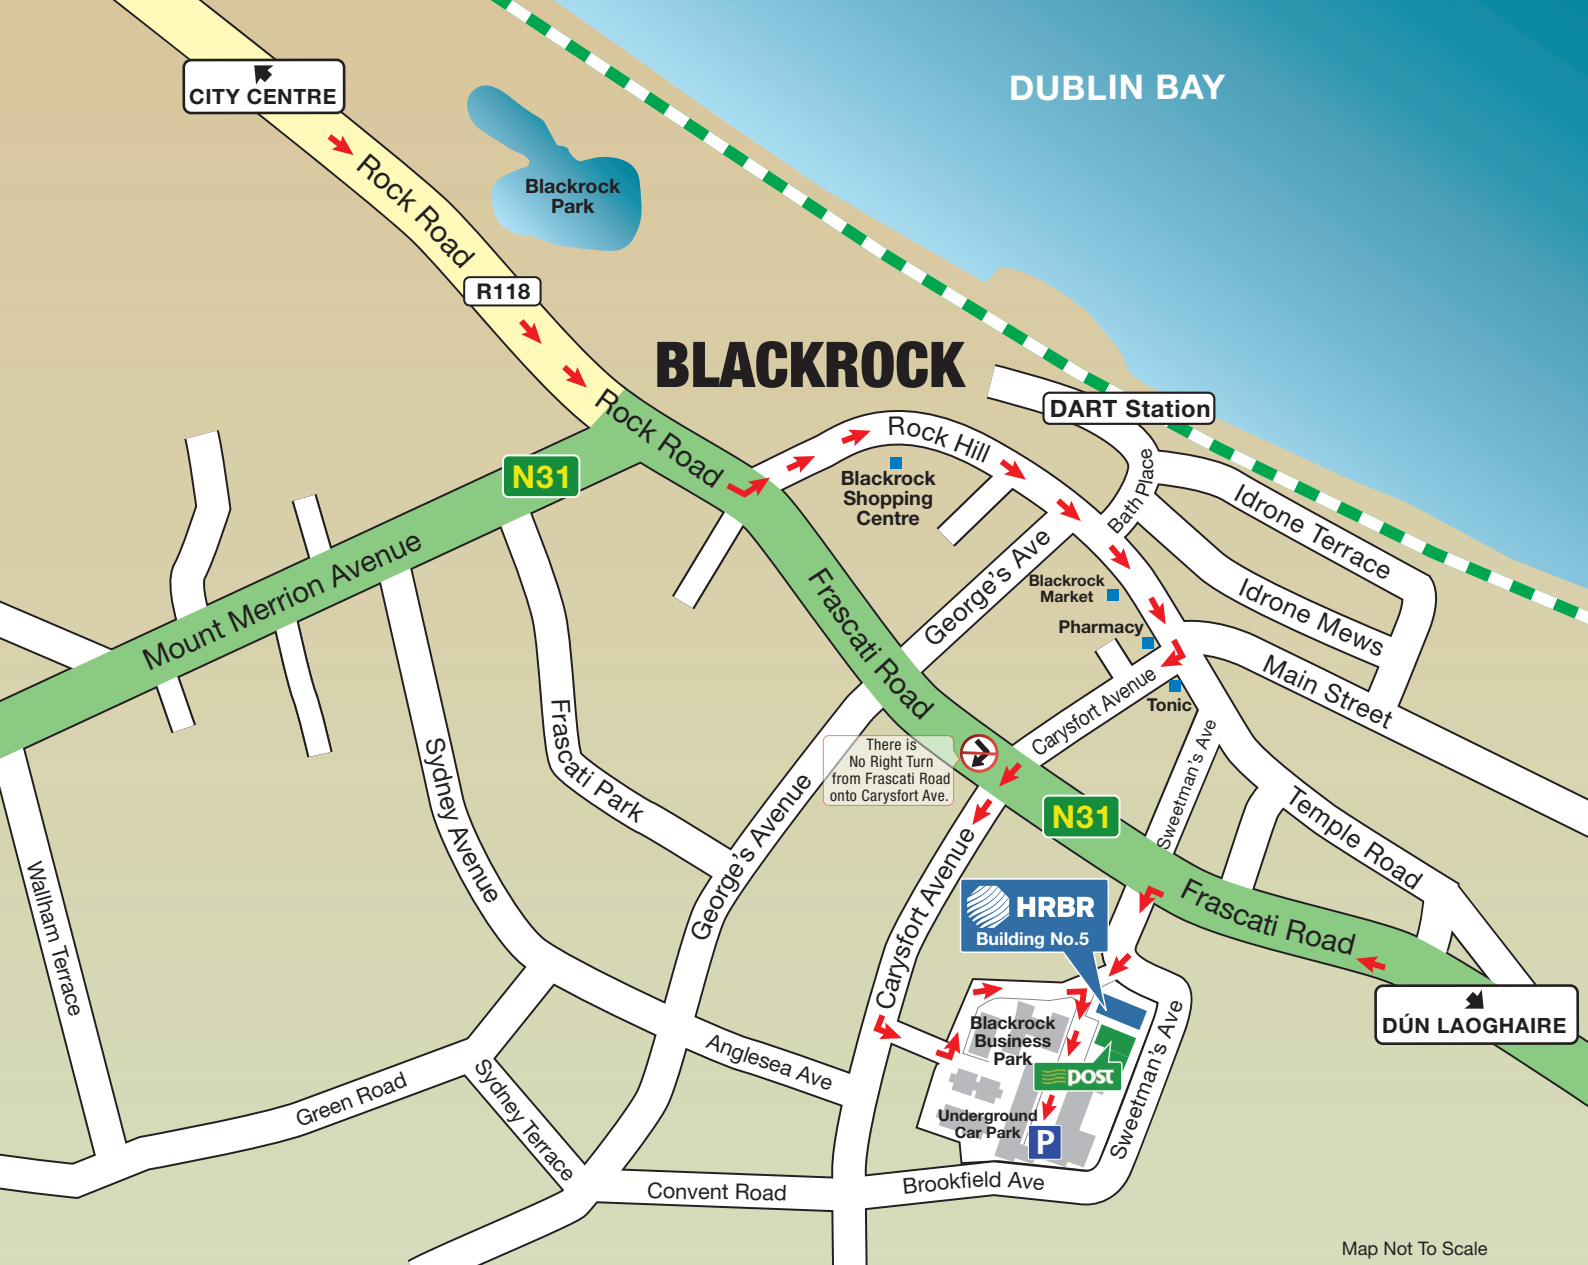 DUBLIN BAY
CITY CENTRE
Rock Road
Blackrock
Park
R118
BLACKROCK
Rock Road
DART Station
Rock Hill
N31
Blackrock
Shopping
Centre
Bath Place
Idrone Terrace
Mount Merrion Avenue
George's Ave
Blackrock
Market
Idrone Mews
Pharmacy
Frascati Road
Main Street
Carysfort Avenue
Tonic
Frascati Park
Sydney Avenue
There is
No Right Turn
from Frascati Road
onto Carysfort Ave.
Sweetman's Ave
N31
George's Avenue
Temple Road
Wallham Terrace
Carysfort Avenue
HRBR
Building No.5
Frascati Road
DÚN LAOGHAIRE
Blackrock
Business
Park
Anglesea Ave
post
Sweetman's Ave
Green Road
Sydney Terrace
Underground
Car Park
P
Convent Road
Brookfield Ave
Map Not To Scale